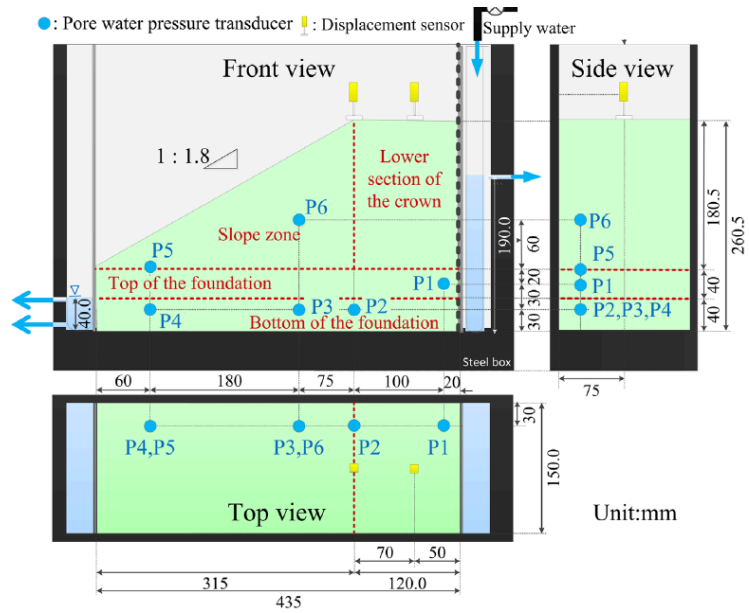 : Pore water pressure transducer : Displacement sensor Supply water
Front view
Side view
1 : 1.8
Lower
section of
the crown
P6
Slope zone
P5
Top of the foundation
P1
P4
P3
P2
Bottom of the foundation
40.0
190.0
60
20
30
30
Steel box
P6
P5
P1
P2,P3,P4
180.5
260.5
40
40
75
60
180
75
100
20
30
P4,P5
P3,P6
P2
P1
150.0
Top view
Unit:mm
70
50
315
120.0
435